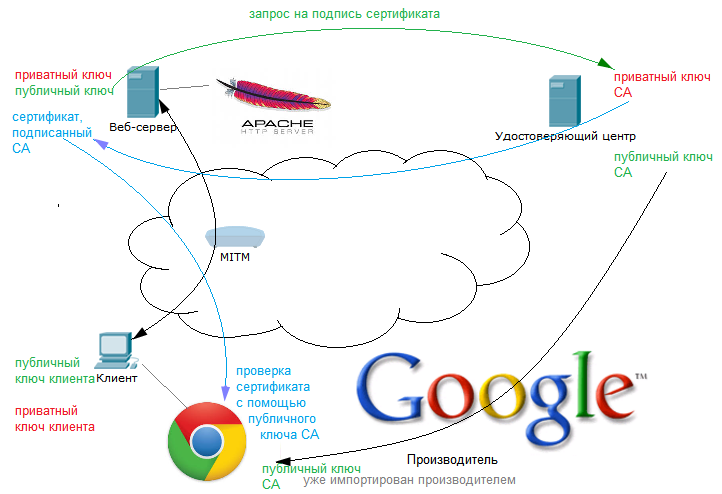 запрос на подпись сертификата
приватный ключ
публичный ключ
сертификат,
подписанный
CA
Веб-сервер
APACHE
HTTP SERVER
приватный ключ
CA
Удостоверяющий центр
публичный ключ
CA
MITM
публичный
ключ клиента
Клиент
приватный
ключ клиента
проверка
сертификата
с помощью
публичного
ключа CA
Google™
Производитель
публичный ключ
CA
уже импортирован производителем